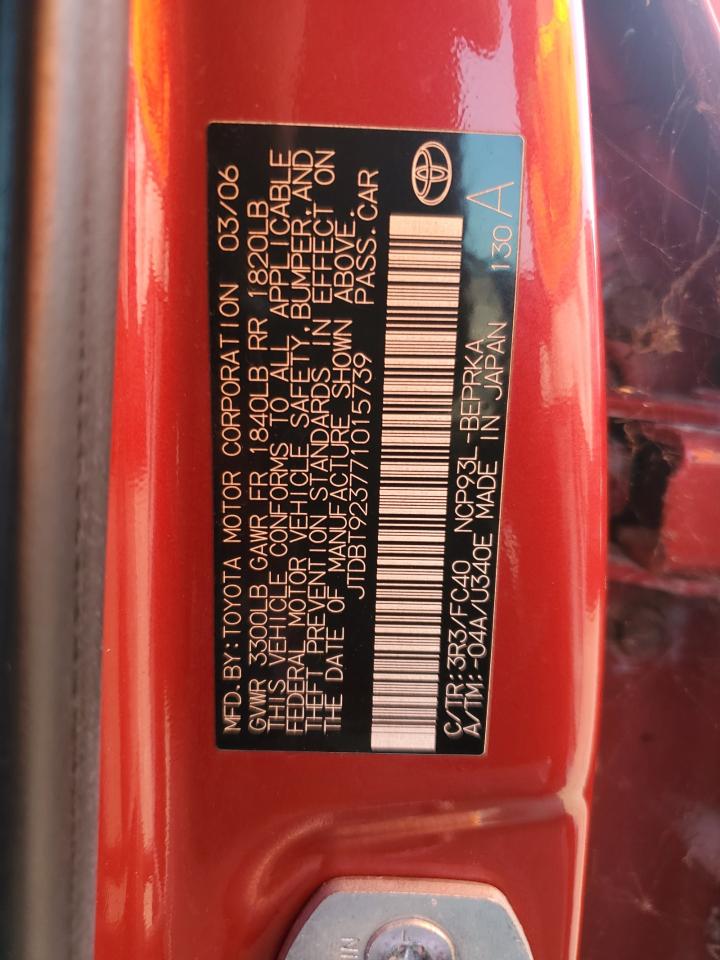 MFD. BY: TOYOTA MOTOR CORPORATION 03/06
GVWR 3300LB GAWR FR 1840LB RR 1820LB
THIS VEHICLE CONFORMS TO ALL APPLICABLE
FEDERAL MOTOR VEHICLE SAFETY, BUMPER, AND
THEFT PREVENTION STANDARDS IN EFFECT ON
THE DATE OF MANUFACTURE SHOWN ABOVE.
JTDBT923771015739 PASS. CAR
C/TR: 3R3/FC40 NCP93L-BEPRKA
A/TM: -04A/U340E MADE IN JAPAN 130 A